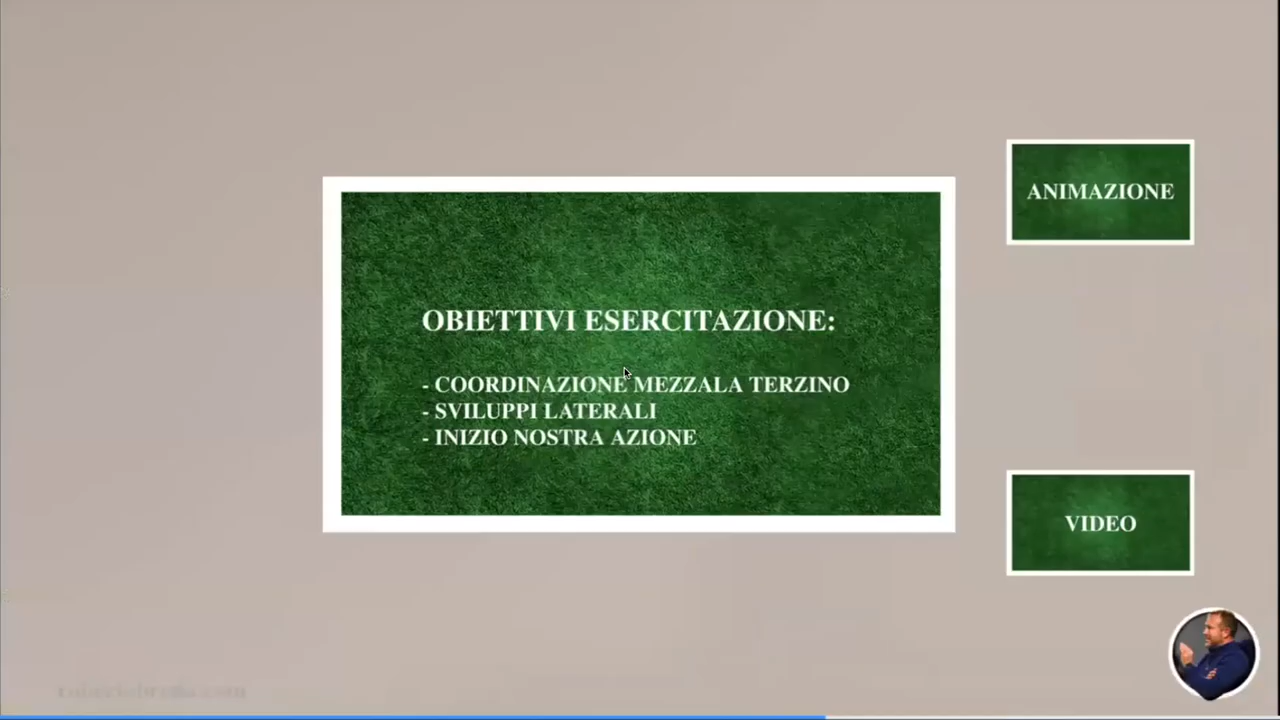 ANIMAZIONE
OBIETTIVI ESERCITAZIONE:
- COORDINAZIONE MEZZALA TERZINO
- SVILUPPI LATERALI
- INIZIO NOSTRA AZIONE
VIDEO